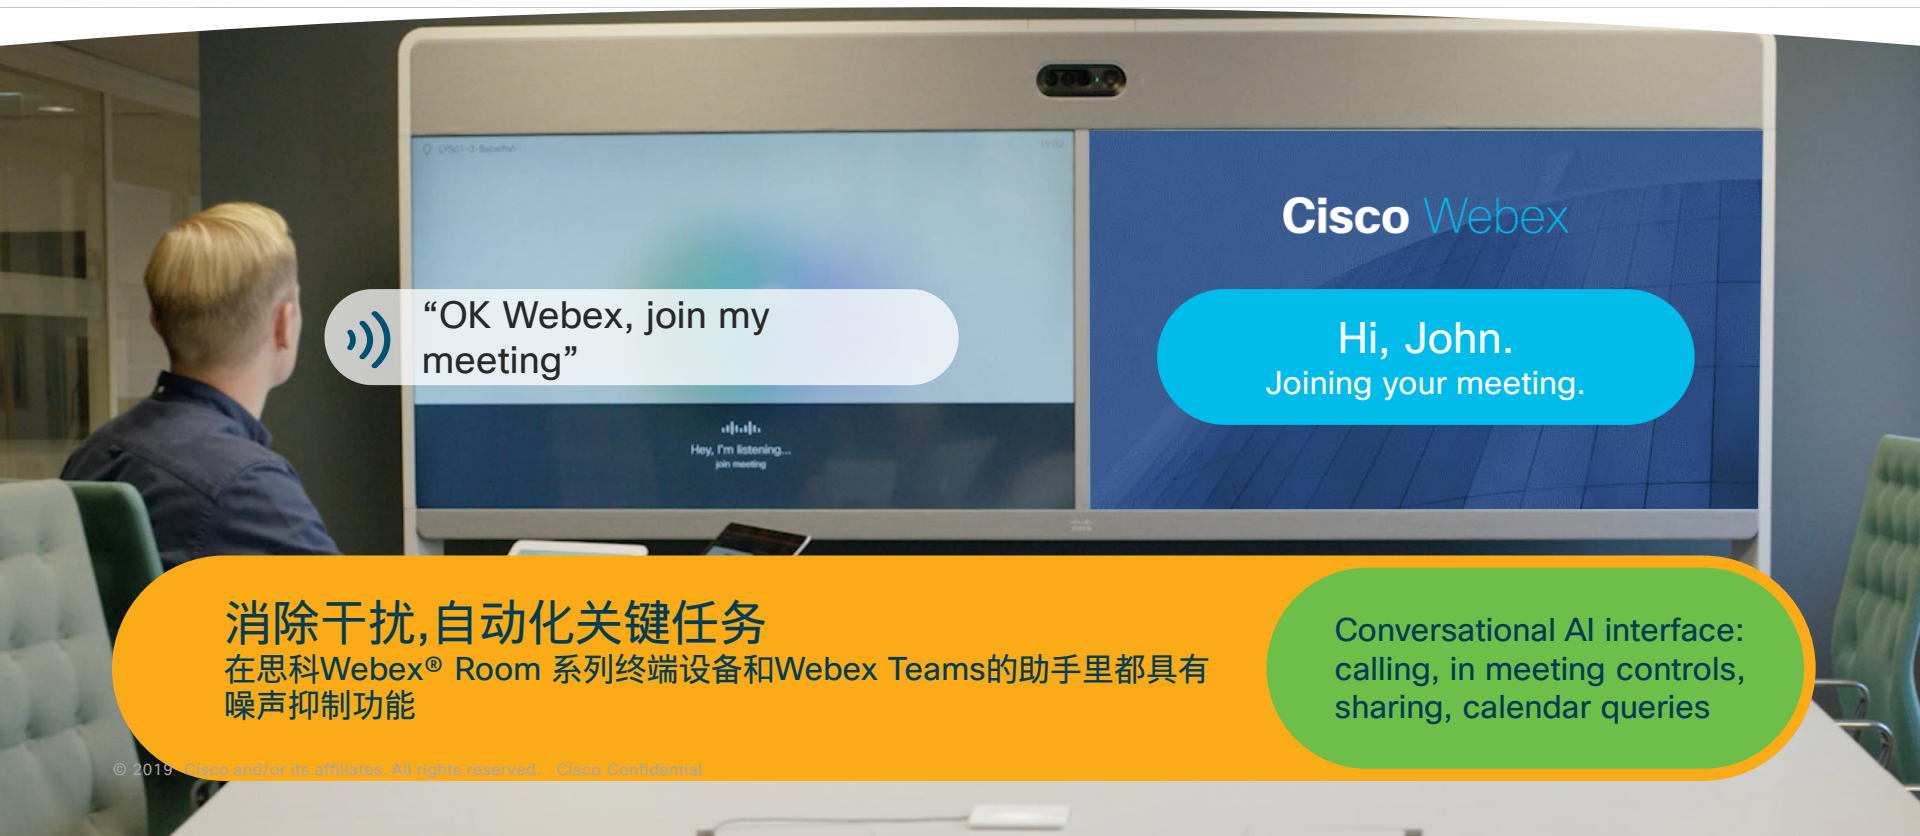 LYS01-3-Babelfish
Cisco Webex
“OK Webex, join my
meeting”
Hi, John.
Joining your meeting.
Hey, I'm listening...
join meeting
消除干扰,自动化关键任务
在思科Webex® Room 系列终端设备和Webex Teams的助手里都具有
噪声抑制功能
Conversational AI interface:
calling, in meeting controls,
sharing, calendar queries
© 2019 Cisco and/or its affiliates. All rights reserved. Cisco Confidential